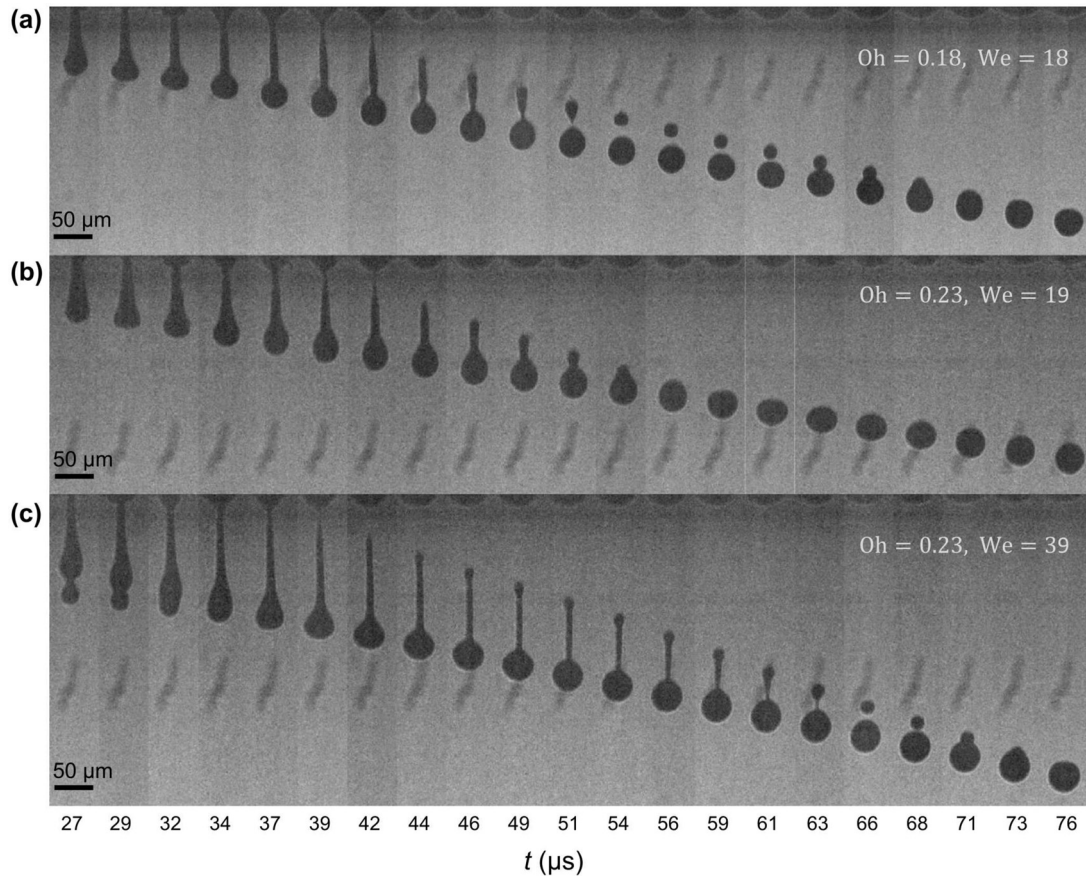 (a)
Oh = 0.18, We = 18
50 µm
(b)
Oh = 0.23, We = 19
50 µm
(c)
Oh = 0.23, We = 39
50 µm
27 29 32 34 37 39 42 44 46 49 51 54 56 59 61 63 66 68 71 73 76
t (µs)